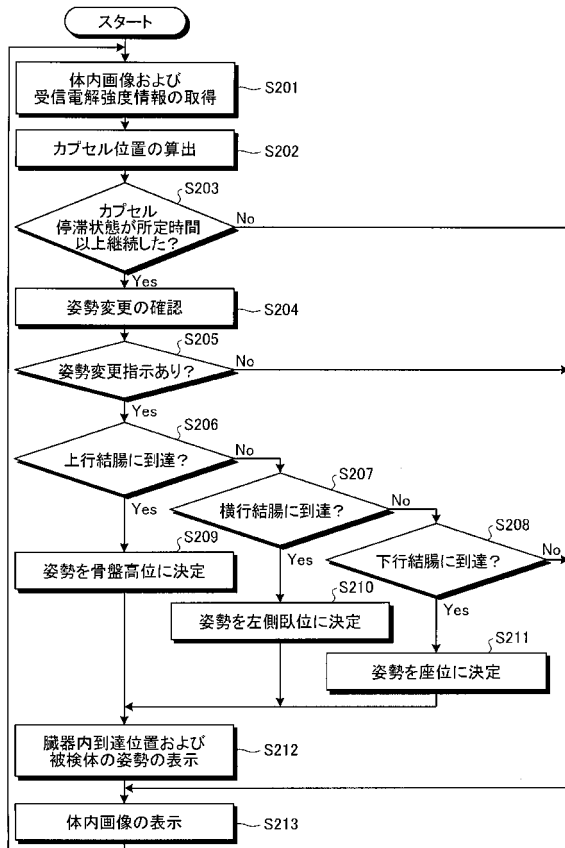 スタート
体内画像および
受信電解強度情報の取得
S201
カプセル位置の算出
S202
S203
カプセル
停滞状態が所定時間
以上継続した？
No
Yes
姿勢変更の確認
S204
S205
姿勢変更指示あり？
No
Yes
S206
上行結腸に到達？
No
Yes
S207
横行結腸に到達？
No
Yes
S208
下行結腸に到達？
No
Yes
S209
姿勢を骨盤高位に決定
S210
姿勢を左側臥位に決定
S211
姿勢を座位に決定
臓器内到達位置および
被検体の姿勢の表示
S212
体内画像の表示
S213